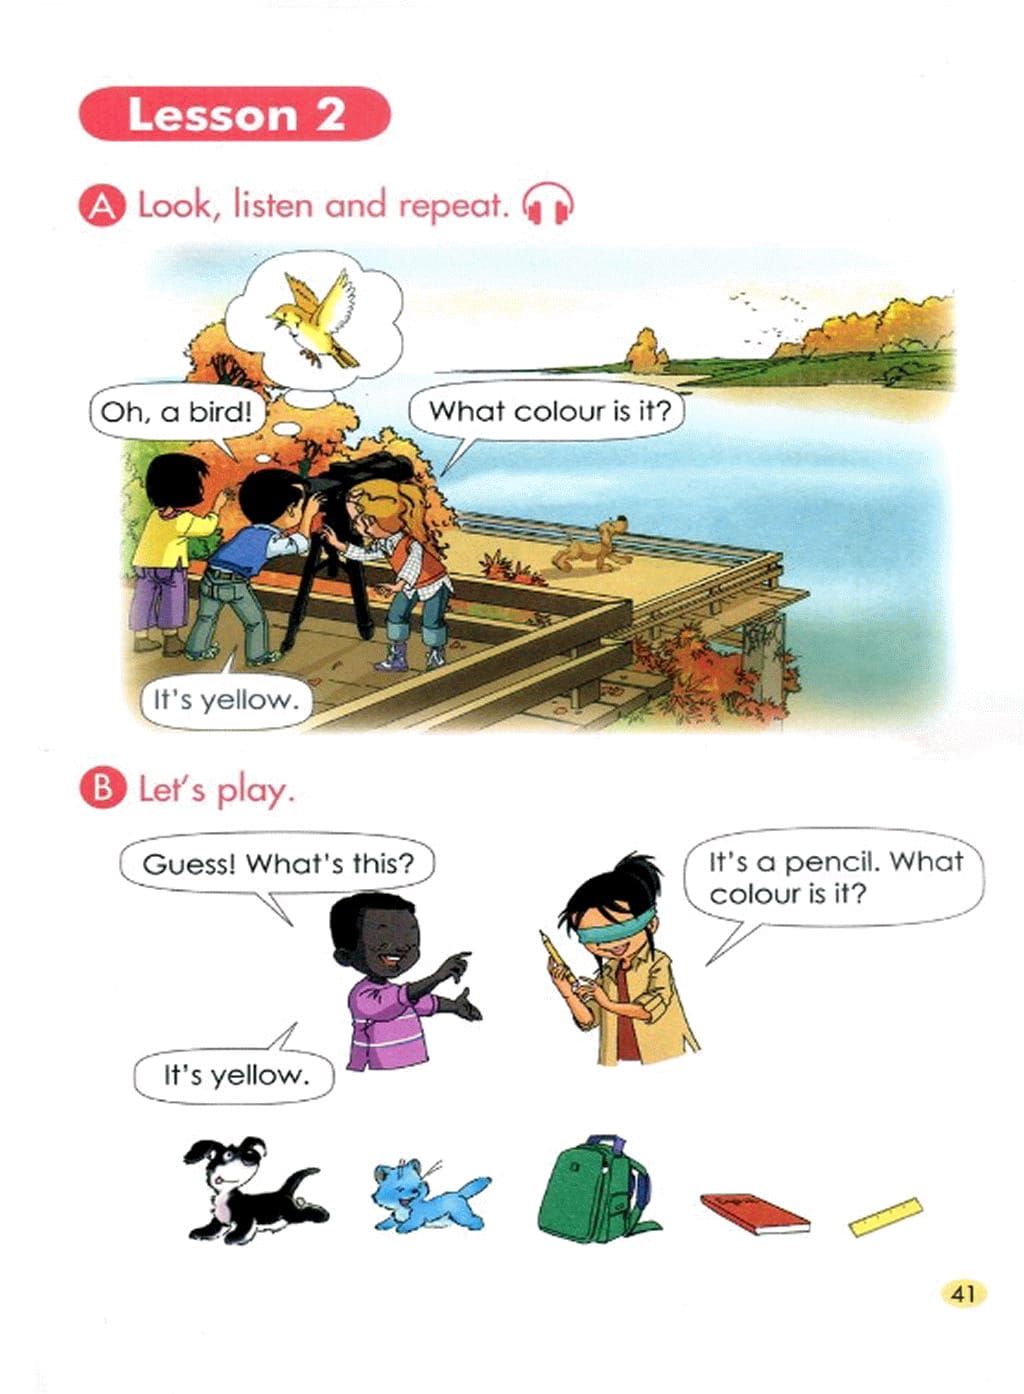 Lesson 2
A Look, listen and repeat.
Oh, a bird!
What colour is it?
It's yellow.
B Let's play.
Guess! What's this?
It's a pencil. What
colour is it?
It's yellow.
English
41